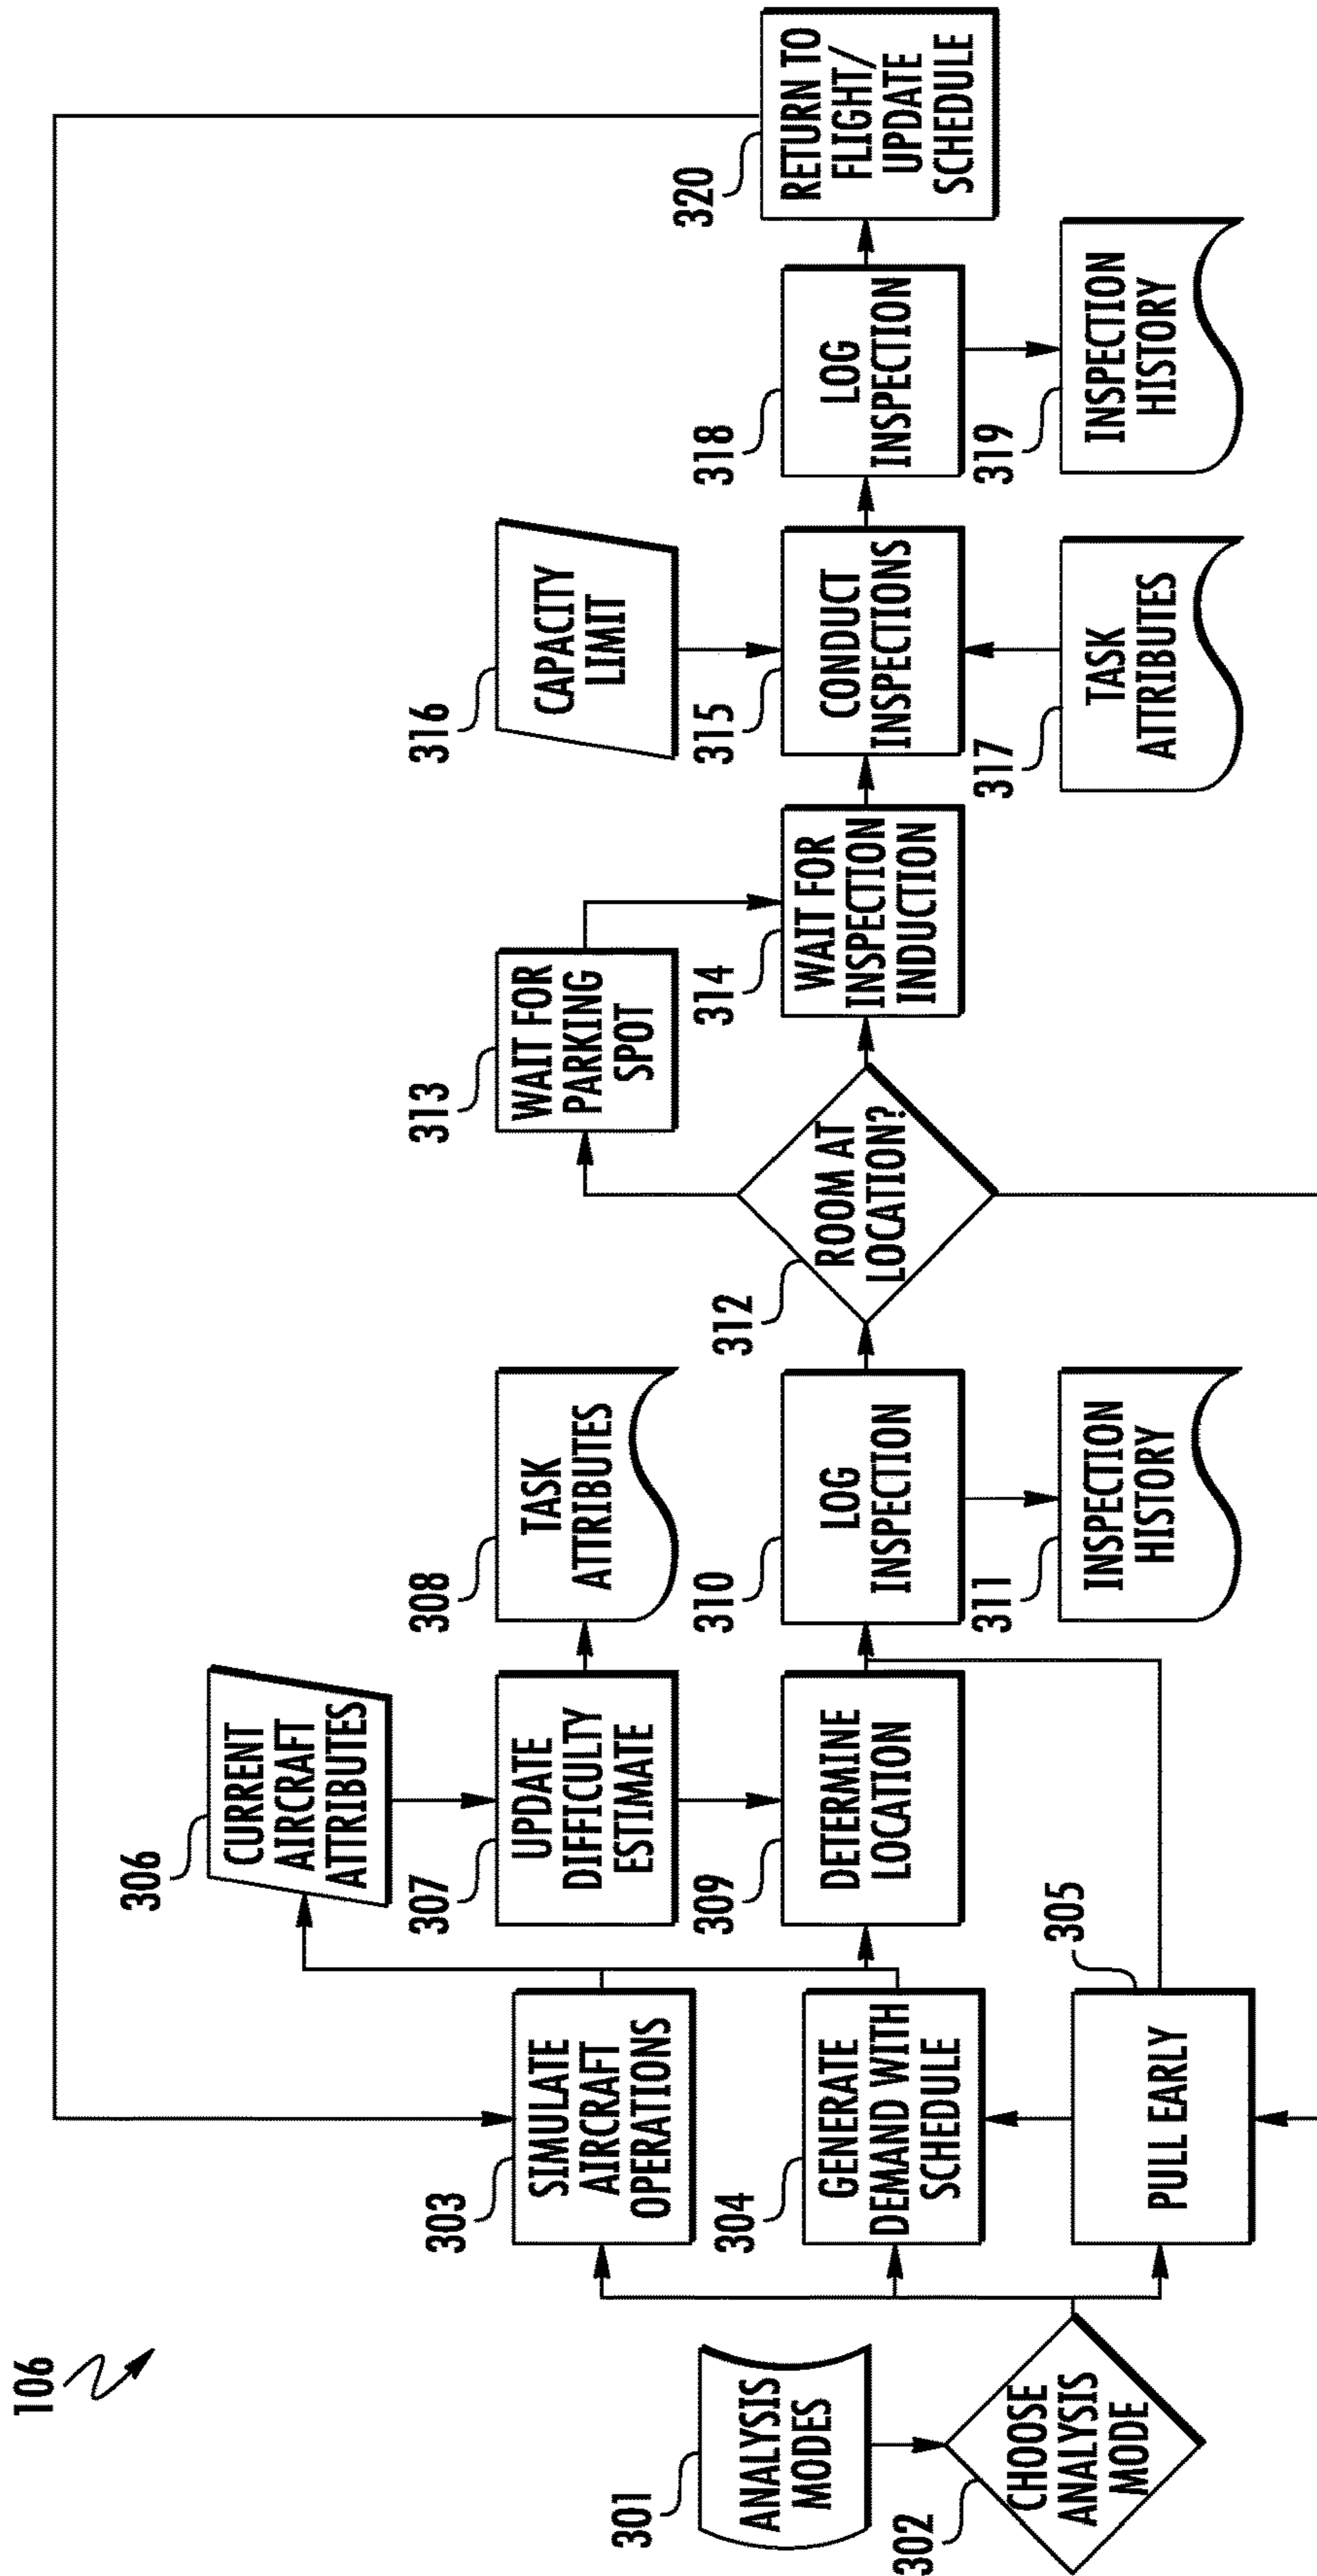 106
301
ANALYSIS
MODES
302
CHOOSE
ANALYSIS
MODE
303
SIMULATE
AIRCRAFT
OPERATIONS
304
GENERATE
DEMAND WITH
SCHEDULE
305
PULL EARLY
306
CURRENT
AIRCRAFT
ATTRIBUTES
307
UPDATE
DIFFICULTY
ESTIMATE
308
TASK
ATTRIBUTES
309
DETERMINE
LOCATION
310
LOG
INSPECTION
311
INSPECTION
HISTORY
312
ROOM AT
LOCATION?
313
WAIT FOR
PARKING
SPOT
314
WAIT FOR
INSPECTION
INDUCTION
315
CONDUCT
INSPECTIONS
316
CAPACITY
LIMIT
317
TASK
ATTRIBUTES
318
LOG
INSPECTION
319
INSPECTION
HISTORY
320
RETURN TO
FLIGHT/
UPDATE
SCHEDULE